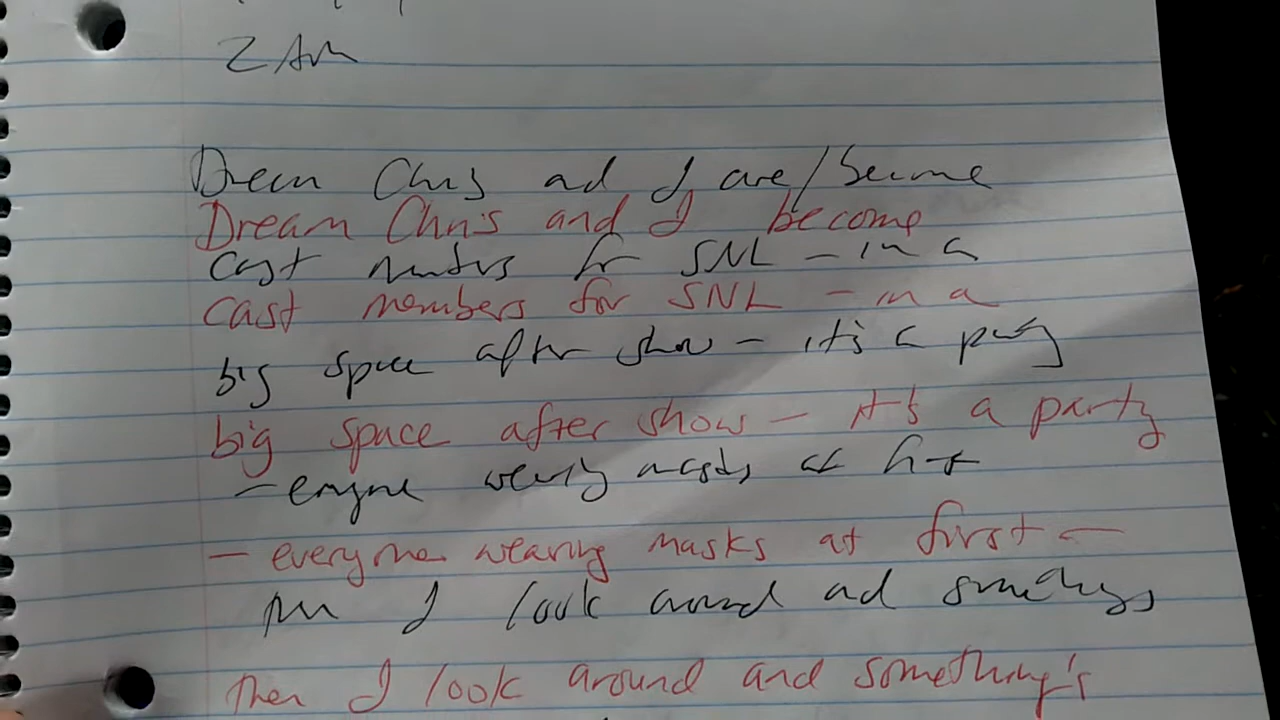 2 AM
Dream Chris and I are/become
Dream Chris and I become
cast members for SNL – in a
cast members for SNL – in a
big space after show – it's a party
big space after show – it's a party
– everyone wearing masks at first
– everyone wearing masks at first –
then I look around and something's
then I look around and something's